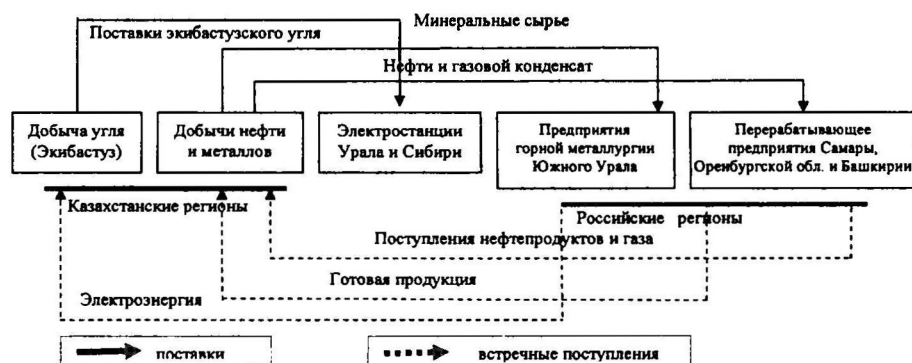 Минеральные сырье
Поставки экибастузского угля
Нефти и газовой конденсат
Добыча угля
(Экибастуз)
Добычи нефти
и металлов
Электростанции
Урала и Сибири
Предприятия
горной металлургии
Южного Урала
Перерабатывающее
предприятия Самары,
Оренбургской обл. и Башкирии
Казахстанские регионы
Российские регионы
Поступления нефтепродуктов и газа
Готовая продукция
Электроэнергия
поставки
встречные поступления